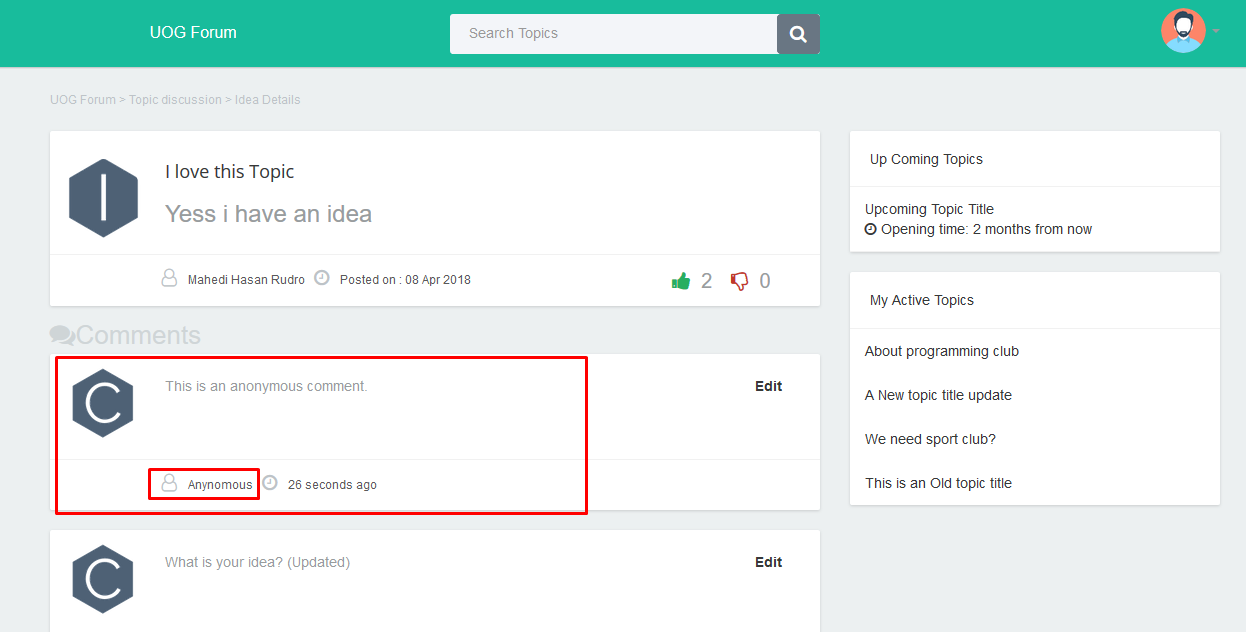 UOG Forum
Search Topics
UOG Forum > Topic discussion > Idea Details
I
I love this Topic
Yess i have an idea
Mahedi Hasan Rudro Posted on : 08 Apr 2018
2 0
Comments
C
This is an anonymous comment.
Edit
Anynomous 26 seconds ago
C
What is your idea? (Updated)
Edit
Up Coming Topics
Upcoming Topic Title
Opening time: 2 months from now
My Active Topics
About programming club
A New topic title update
We need sport club?
This is an Old topic title